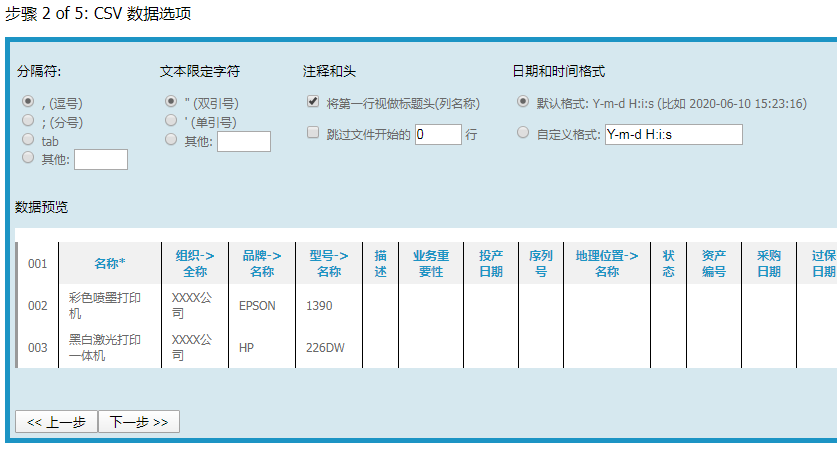 步骤 2 of 5: CSV 数据选项
分隔符: 文本限定字符 注释和头 日期和时间格式
, (逗号) " (双引号) 将第一行视做标题头(列名称) 默认格式: Y-m-d H:i:s (比如 2020-06-10 15:23:16)
; (分号) ' (单引号)
tab 其他: 跳过文件开始的 0 行 自定义格式: Y-m-d H:i:s
其他:
数据预览
001 名称* 组织->全称 品牌->名称 型号->名称 描述 业务重要性 投产日期 序列号 地理位置->名称 状态 资产编号 采购日期 过保日期
002 彩色喷墨打印机 XXXX公司 EPSON 1390
003 黑白激光打印一体机 XXXX公司 HP 226DW
<< 上一步 下一步 >>